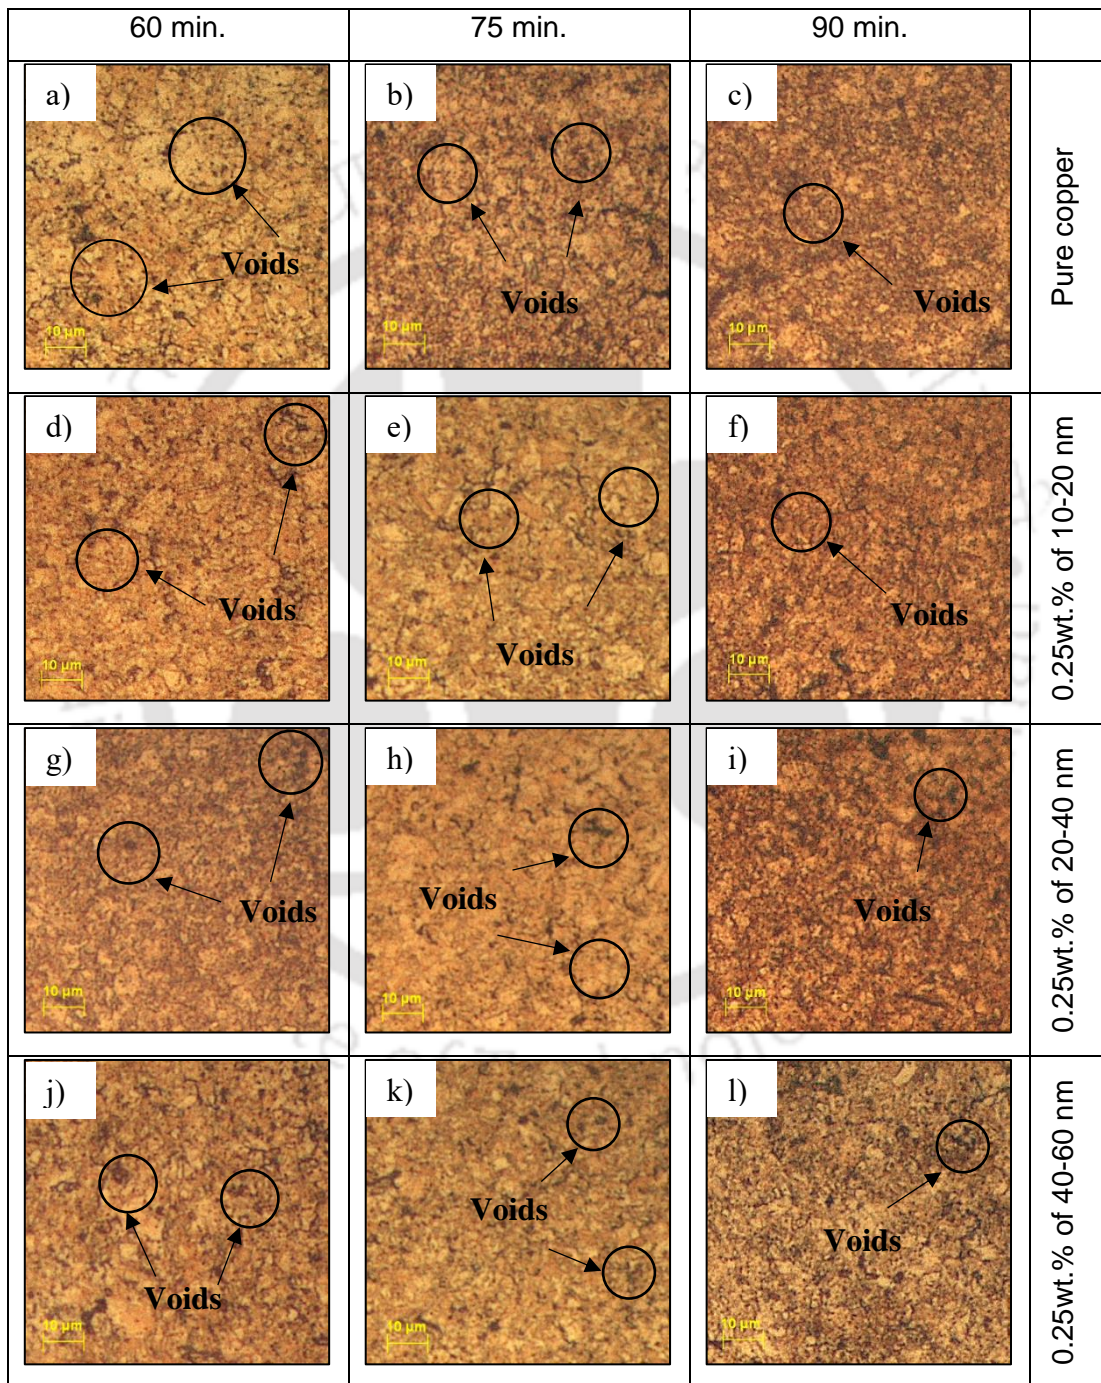 60 min.
75 min.
90 min.
a)
Voids
10 µm
b)
Voids
10 µm
c)
Voids
10 µm
Pure copper
d)
Voids
10 µm
e)
Voids
10 µm
f)
Voids
10 µm
0.25wt.% of 10-20 nm
g)
Voids
10 µm
h)
Voids
10 µm
i)
Voids
10 µm
0.25wt.% of 20-40 nm
j)
Voids
10 µm
k)
Voids
10 µm
l)
Voids
10 µm
0.25wt.% of 40-60 nm